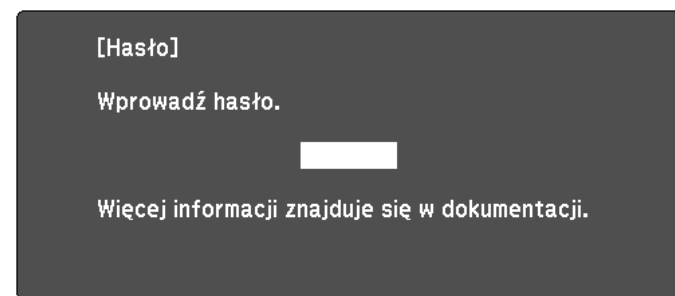 [Hasło]
Wprowadź hasło.
Więcej informacji znajduje się w dokumentacji.